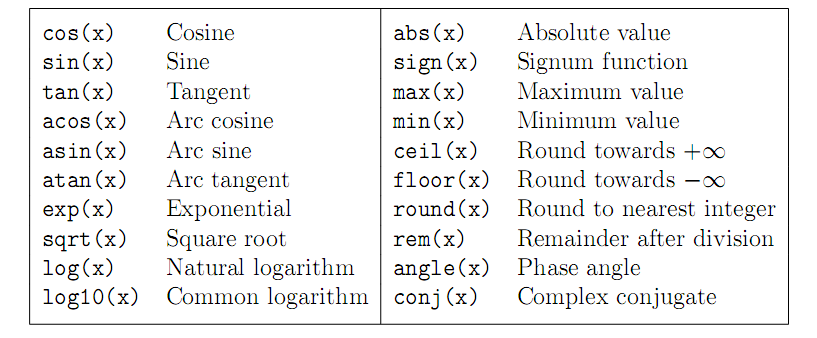 cos(x) Cosine abs(x) Absolute value
sin(x) Sine sign(x) Signum function
tan(x) Tangent max(x) Maximum value
acos(x) Arc cosine min(x) Minimum value
asin(x) Arc sine ceil(x) Round towards +∞
atan(x) Arc tangent floor(x) Round towards −∞
exp(x) Exponential round(x) Round to nearest integer
sqrt(x) Square root rem(x) Remainder after division
log(x) Natural logarithm angle(x) Phase angle
log10(x) Common logarithm conj(x) Complex conjugate